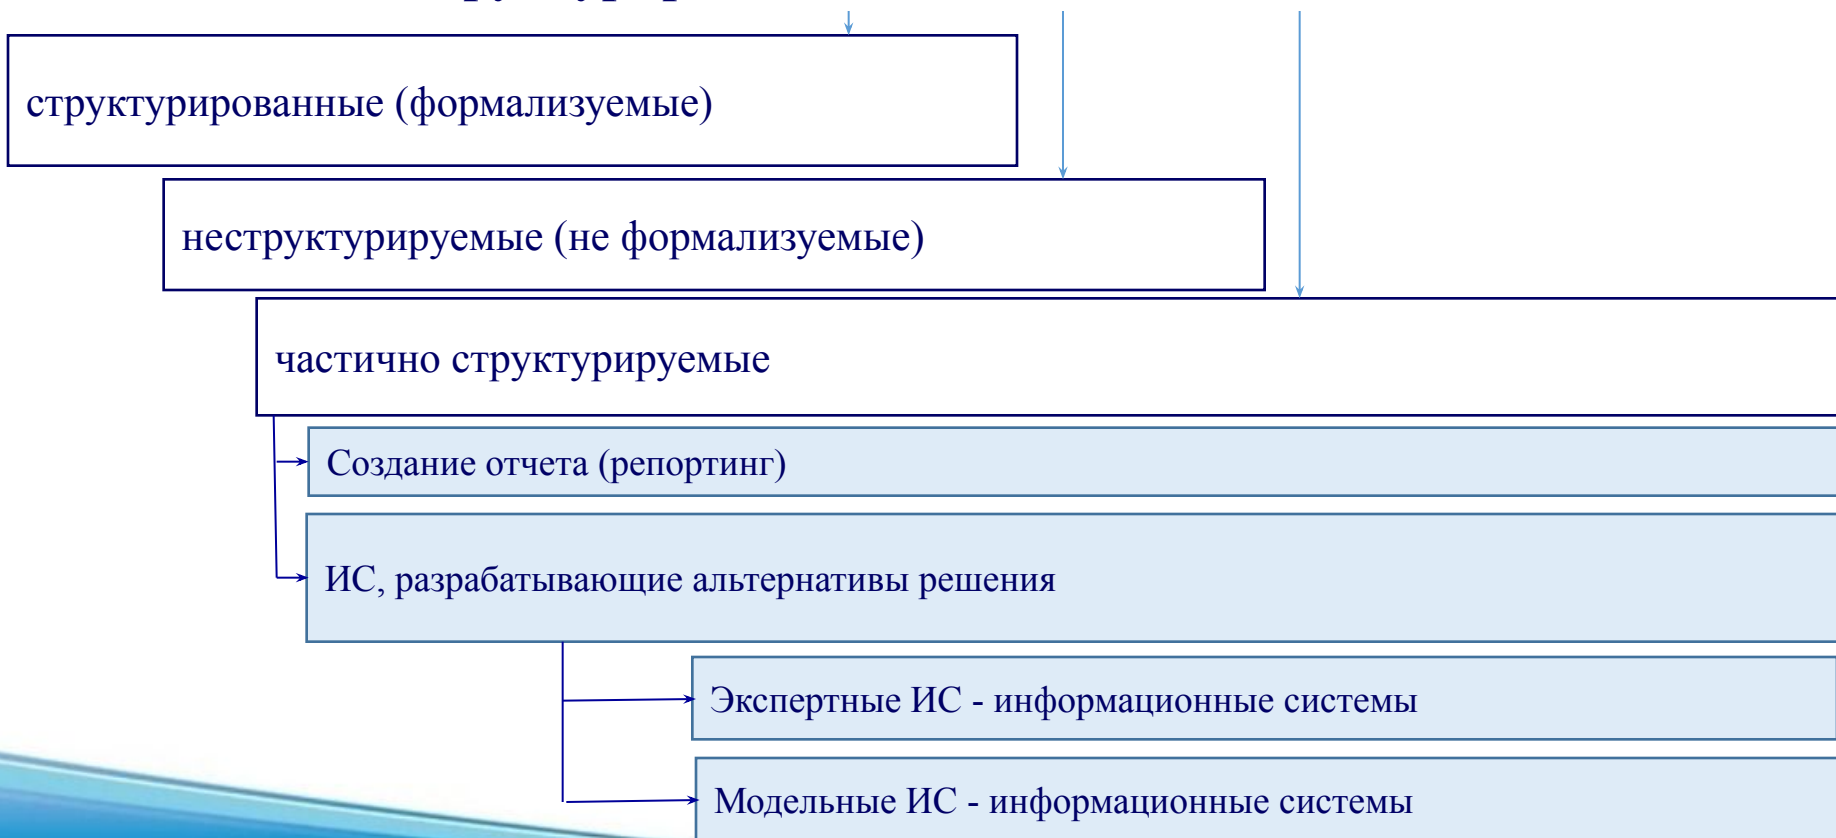 структурированные (формализуемые)
неструктурируемые (не формализуемые)
частично структурируемые
Создание отчета (репортинг)
ИС, разрабатывающие альтернативы решения
Экспертные ИС - информационные системы
Модельные ИС - информационные системы